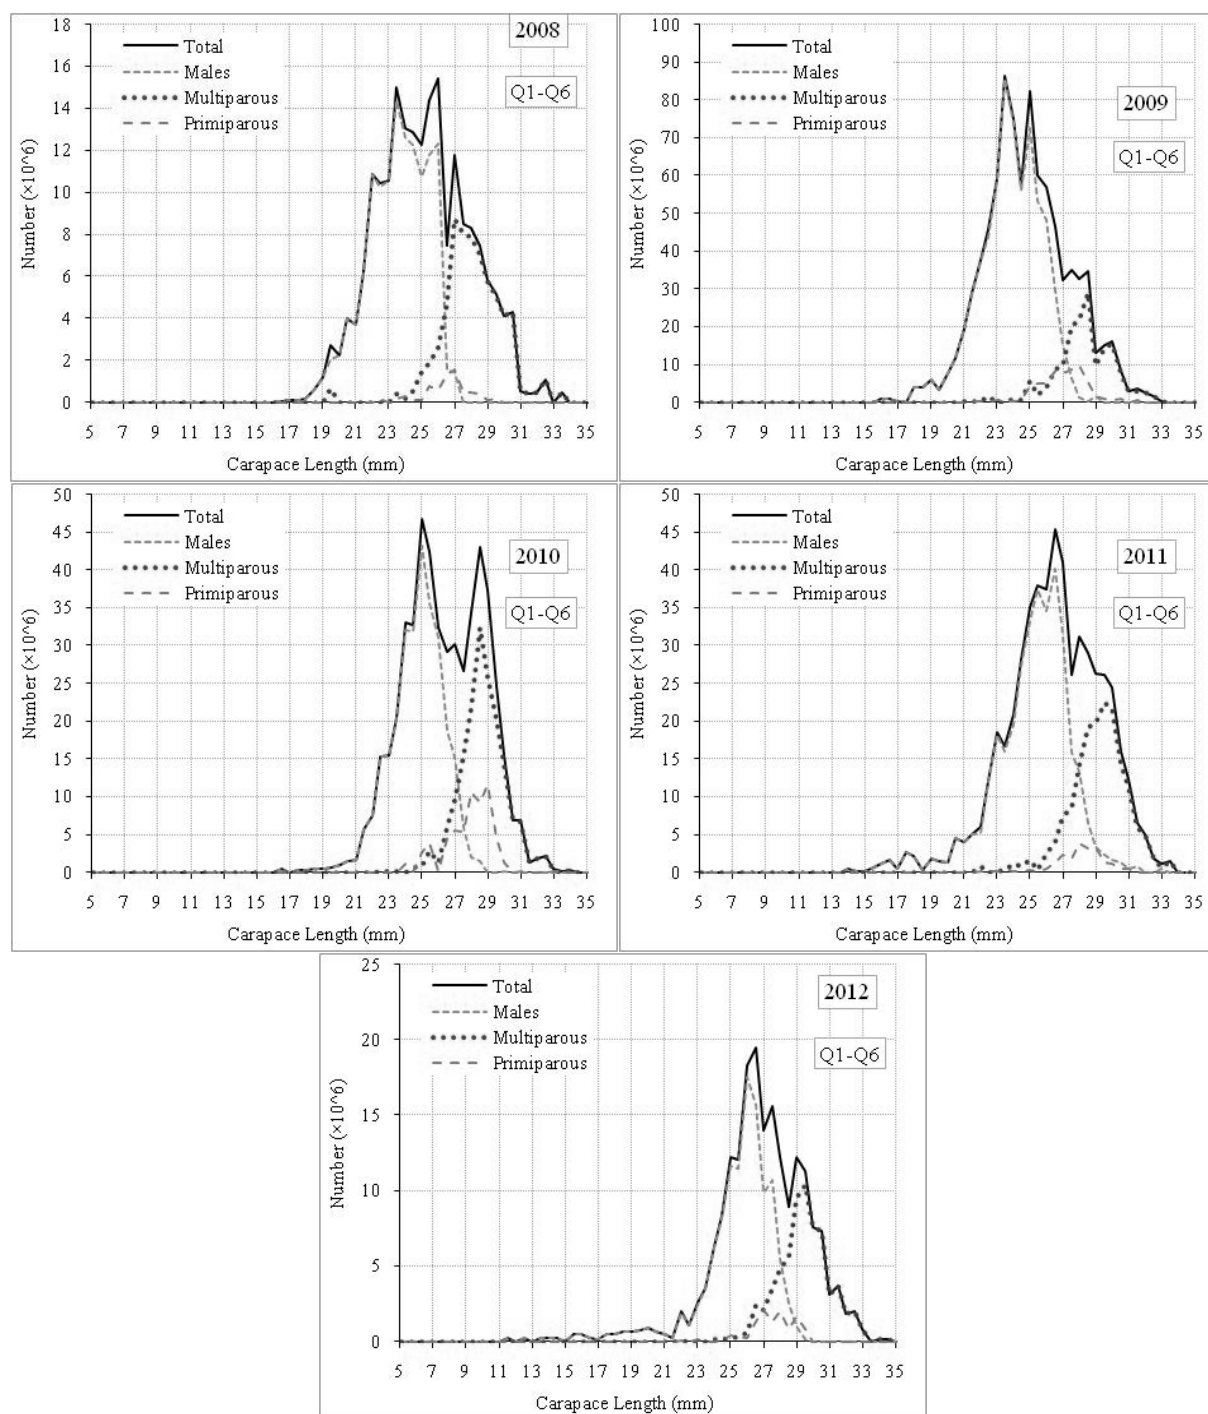 2008
Q1-Q6
Total
Males
Multiparous
Primiparous
Number (×10^6)
18
16
14
12
10
8
6
4
2
0
5 7 9 11 13 15 17 19 21 23 25 27 29 31 33 35
Carapace Length (mm)
2009
Q1-Q6
Total
Males
Multiparous
Primiparous
Number (×10^6)
100
90
80
70
60
50
40
30
20
10
0
5 7 9 11 13 15 17 19 21 23 25 27 29 31 33 35
Carapace Length (mm)
2010
Q1-Q6
Total
Males
Multiparous
Primiparous
Number (×10^6)
50
45
40
35
30
25
20
15
10
5
0
5 7 9 11 13 15 17 19 21 23 25 27 29 31 33 35
Carapace Length (mm)
2011
Q1-Q6
Total
Males
Multiparous
Primiparous
Number (×10^6)
50
45
40
35
30
25
20
15
10
5
0
5 7 9 11 13 15 17 19 21 23 25 27 29 31 33 35
Carapace Length (mm)
2012
Q1-Q6
Total
Males
Multiparous
Primiparous
Number (×10^6)
25
20
15
10
5
0
5 7 9 11 13 15 17 19 21 23 25 27 29 31 33 35
Carapace Length (mm)